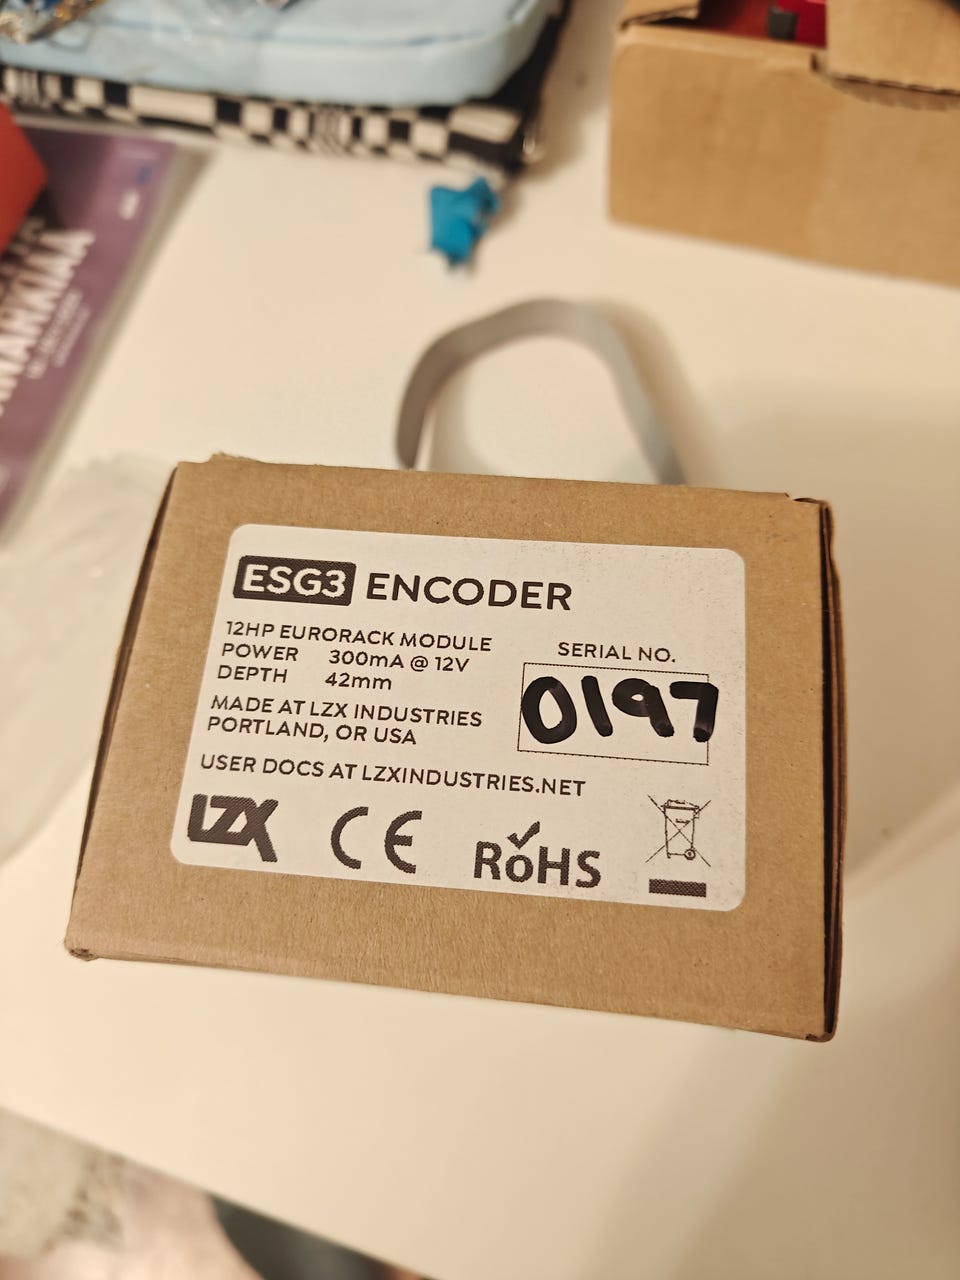 ESG3 ENCODER
12HP EURORACK MODULE
POWER 300mA @ 12V
DEPTH 42mm
MADE AT LZX INDUSTRIES
PORTLAND, OR USA
SERIAL NO.
0197
USER DOCS AT LZXINDUSTRIES.NET
LZX
CE
RoHS